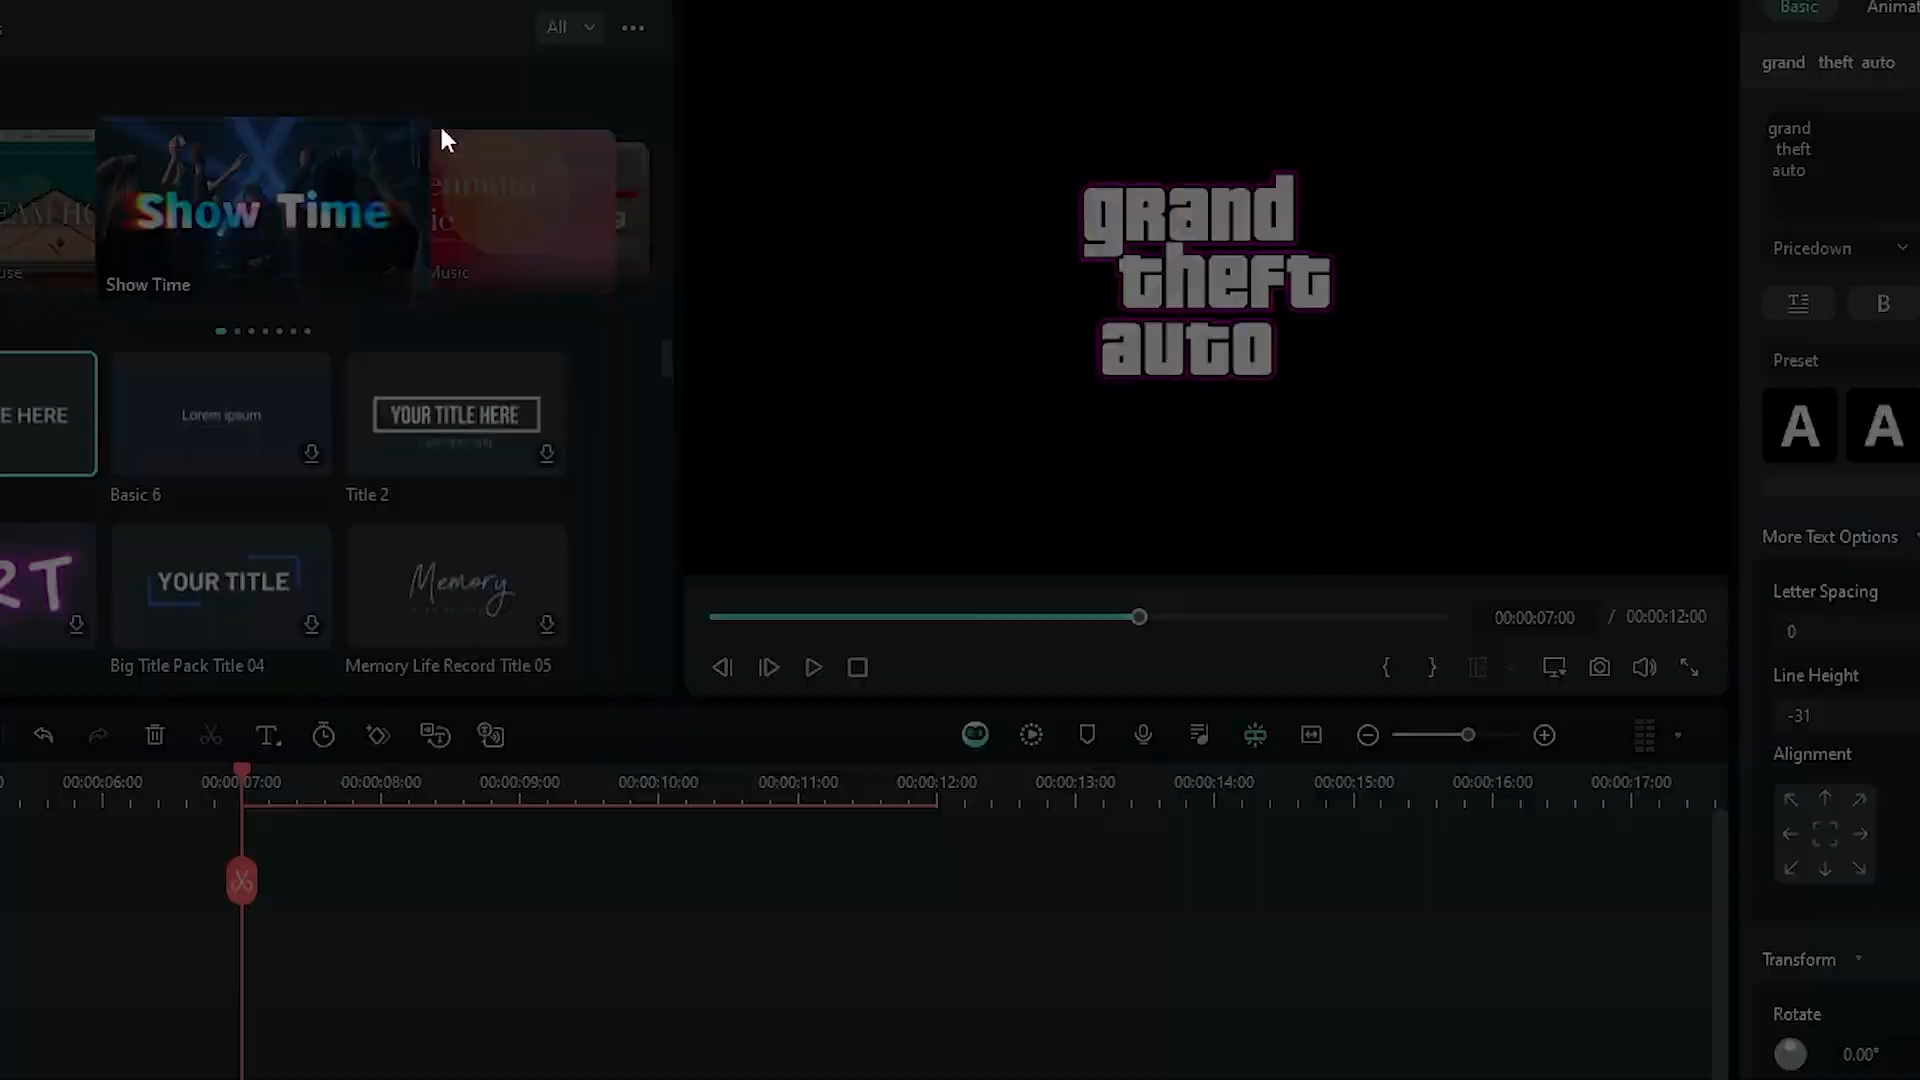 All
Basic
Animat
grand theft auto
grand
theft
auto
Show Time
Show Time
Music
use
grand
theft
auto
Pricedown
B
Preset
A
A
E HERE
Lorem ipsum
YOUR TITLE HERE
Basic 6
Title 2
RT
YOUR TITLE
Memory
Big Title Pack Title 04
Memory Life Record Title 05
More Text Options
Letter Spacing
0
Line Height
-31
Alignment
00:00:07:00 / 00:00:12:00
00:00:06:00 00:00:07:00 00:00:08:00 00:00:09:00 00:00:10:00 00:00:11:00 00:00:12:00 00:00:13:00 00:00:14:00 00:00:15:00 00:00:16:00 00:00:17:00
Transform
Rotate
0.00°